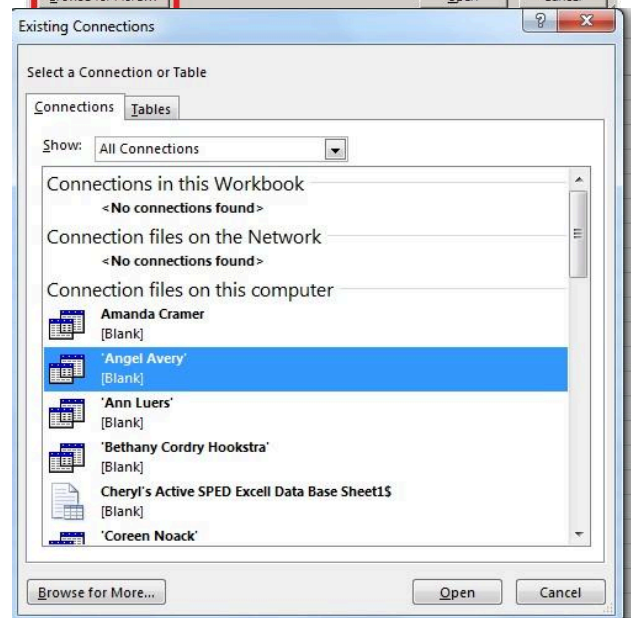 Existing Connections
Select a Connection or Table
Connections Tables
Show: All Connections
Connections in this Workbook
<No connections found>
Connection files on the Network
<No connections found>
Connection files on this computer
Amanda Cramer
[Blank]
'Angel Avery'
[Blank]
'Ann Luers'
[Blank]
'Bethany Cordry Hookstra'
[Blank]
Cheryl's Active SPED Excell Data Base Sheet1$
[Blank]
'Coreen Noack'
Browse for More... Open Cancel